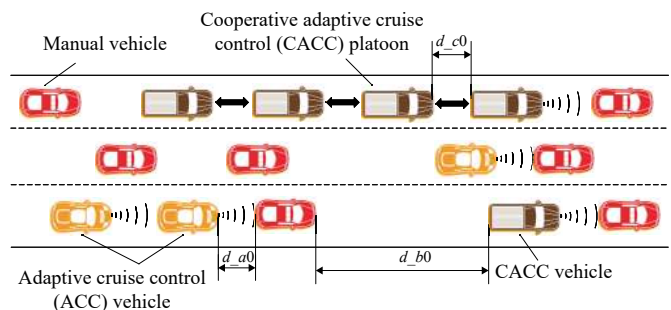 Cooperative adaptive cruise
control (CACC) platoon
Manual vehicle
d_c0
d_a0
d_b0
Adaptive cruise control
(ACC) vehicle
CACC
vehicle